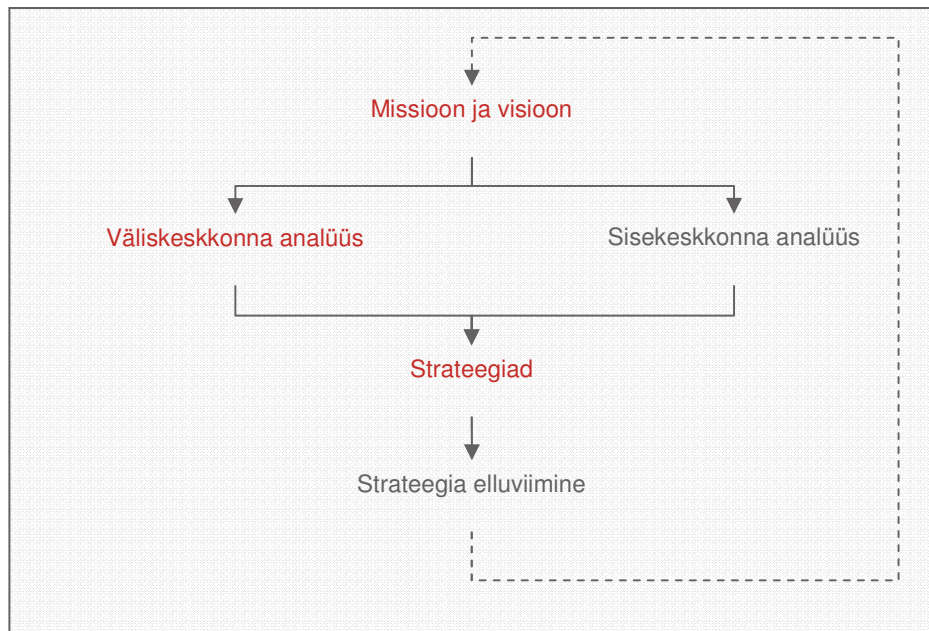 Missioon ja visioon
Väliskeskkonna analüüs
Sisekeskkonna analüüs
Strateegiad
Strateegia elluviimine